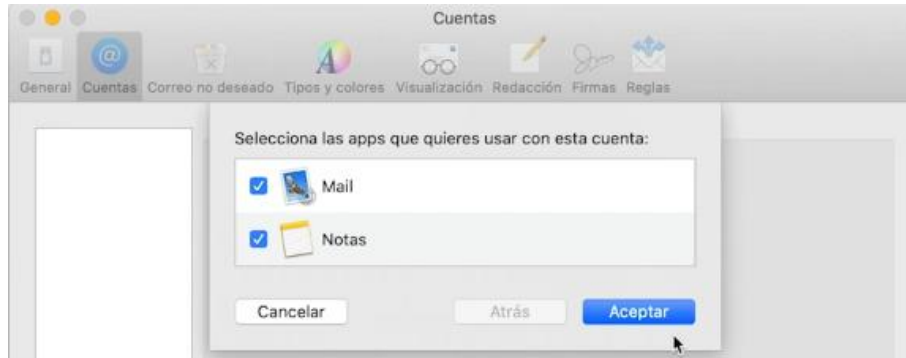 Cuentas
General Cuentas Correo no deseado Tipos y colores Visualización Redacción Firmas Reglas
Selecciona las apps que quieres usar con esta cuenta:
Mail
Notas
Cancelar Atrás Aceptar